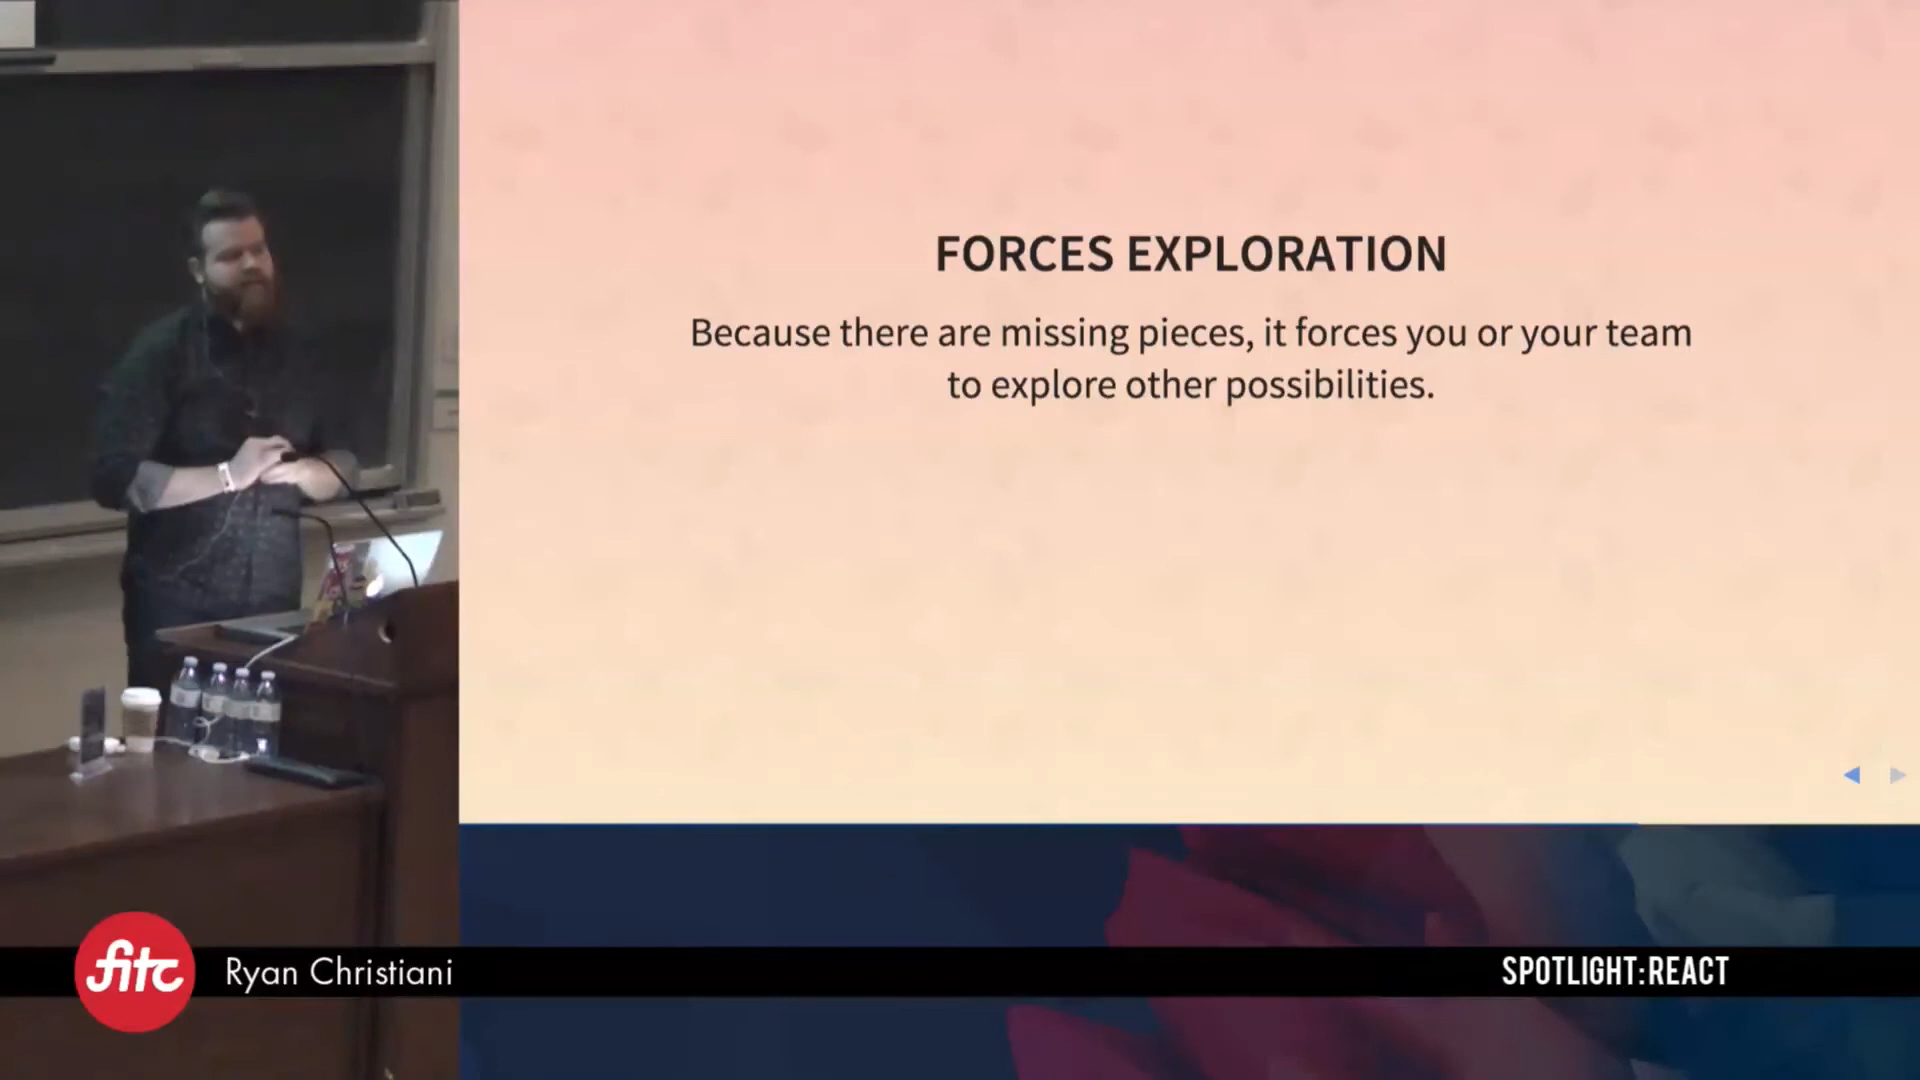 FORCES EXPLORATION
Because there are missing pieces, it forces you or your team
to explore other possibilities.
fitc
Ryan Christiani
SPOTLIGHT:REACT